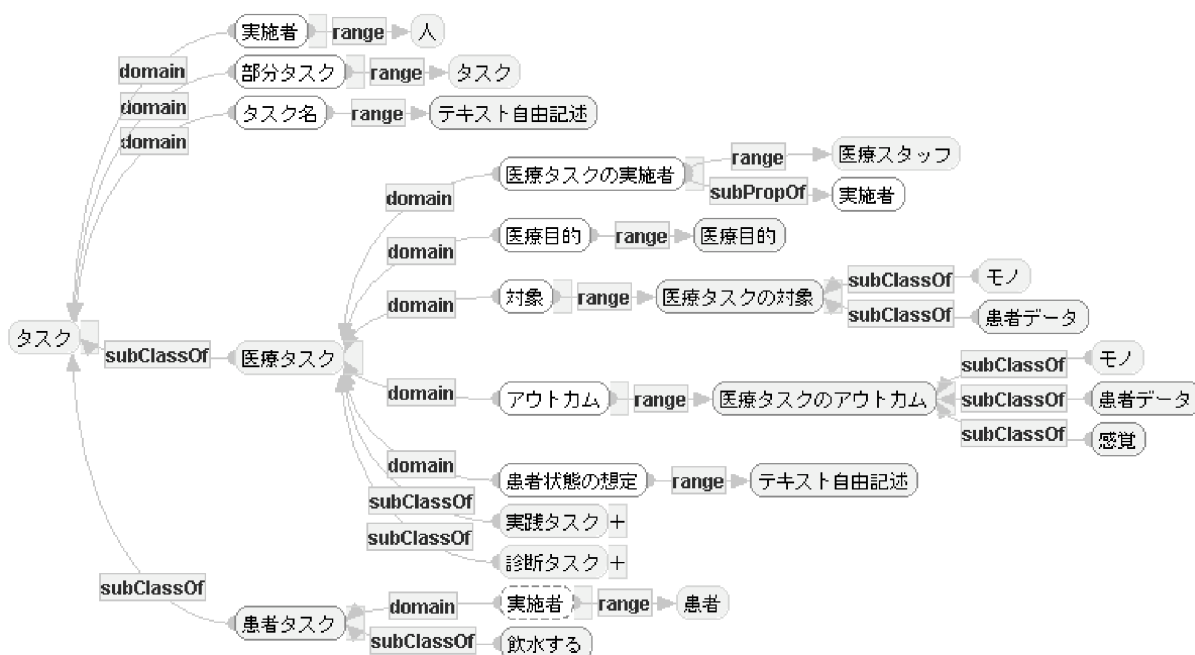 実施者 range 人
domain 部分タスク range タスク
domain タスク名 range テキスト自由記述
domain
医療タスクの実施者 range 医療スタッフ
domain subPropOf 実施者
医療目的 range 医療目的
domain
対象 range 医療タスクの対象 subClassOf モノ
domain subClassOf 患者データ
タスク subClassOf 医療タスク
subClassOf モノ
domain アウトカム range 医療タスクのアウトカム subClassOf 患者データ
subClassOf 感覚
domain 患者状態の想定 range テキスト自由記述
subClassOf 実践タスク +
subClassOf 診断タスク +
subClassOf
患者タスク domain 実施者 range 患者
subClassOf 飲水する